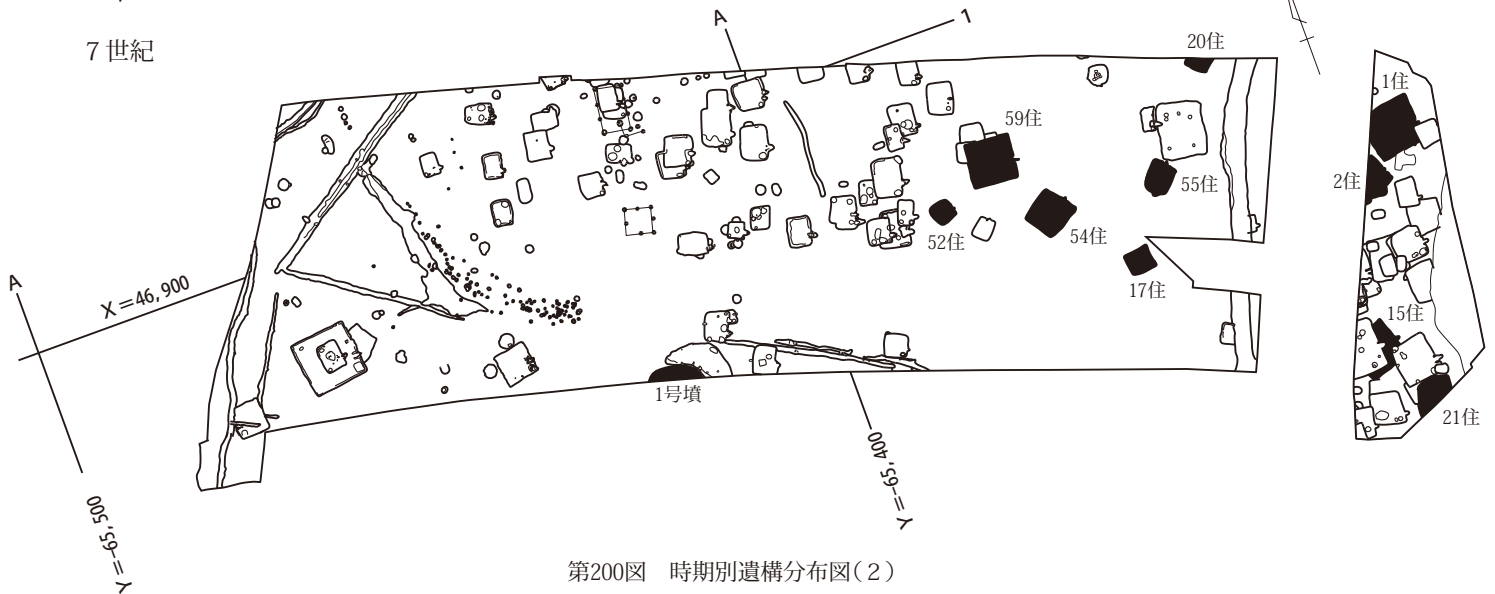 ７世紀
A
1
20住
1住
59住
2住
55住
52住
54住
17住
A
X＝46,900
15住
1号墳
21住
Y＝-65,400
Y＝-65,500
第200図　時期別遺構分布図(２)